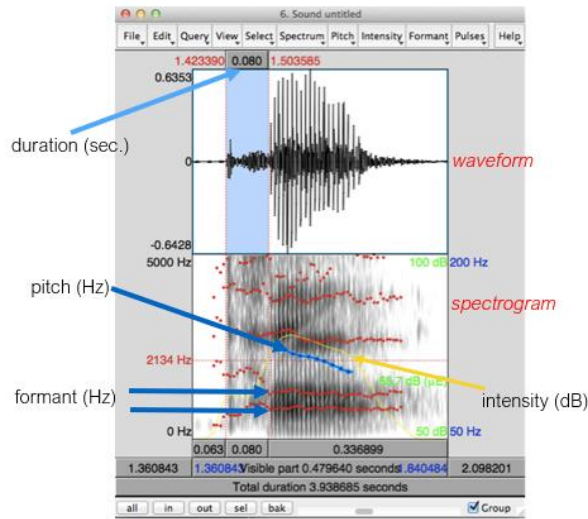 6. Sound untitled
File Edit Query View Select Spectrum Pitch Intensity Formant Pulses Help
1.423390 0.080 1.503585
0.6353
duration (sec.)
0
waveform
-0.6428
5000 Hz 100 dB 200 Hz
pitch (Hz)
spectrogram
2134 Hz
formant (Hz)
intensity (dB)
0 Hz 50 dB 50 Hz
0.063 0.080 0.336899
1.360843 1.360843 Visible part 0.479640 seconds 1.840484 2.098201
Total duration 3.938685 seconds
all in out sel bak Group